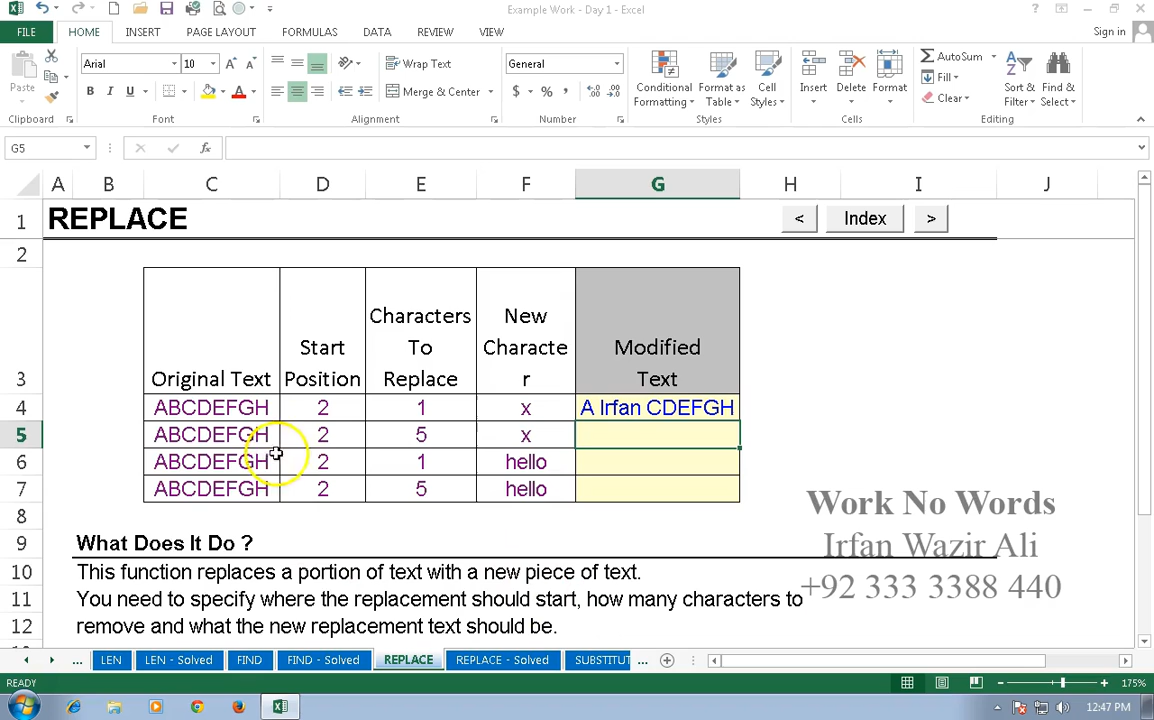 Example Work - Day 1 - Excel
Sign in
FILE HOME INSERT PAGE LAYOUT FORMULAS DATA REVIEW VIEW
Paste
Arial 10
B I U
Wrap Text
Merge & Center
General
$ % ,
Conditional Formatting
Format as Table
Cell Styles
Insert Delete Format
AutoSum
Fill
Clear
Sort & Filter
Find & Select
Clipboard Font Alignment Number Styles Cells Editing
G5 fx
A B C D E F G H I J
1 REPLACE < Index >
2
3 Original Text Start Position Characters To Replace New Characte r Modified Text
4 ABCDEFGH 2 1 x A Irfan CDEFGH
5 ABCDEFGH 2 5 x
6 ABCDEFGH 2 1 hello
7 ABCDEFGH 2 5 hello
8
Work No Words
Irfan Wazir Ali
+92 333 3388 440
9 What Does It Do ?
10 This function replaces a portion of text with a new piece of text.
11 You need to specify where the replacement should start, how many characters to
12 remove and what the new replacement text should be.
... LEN LEN - Solved FIND FIND - Solved REPLACE REPLACE - Solved SUBSTITUT ...
READY 175%
12:47 PM